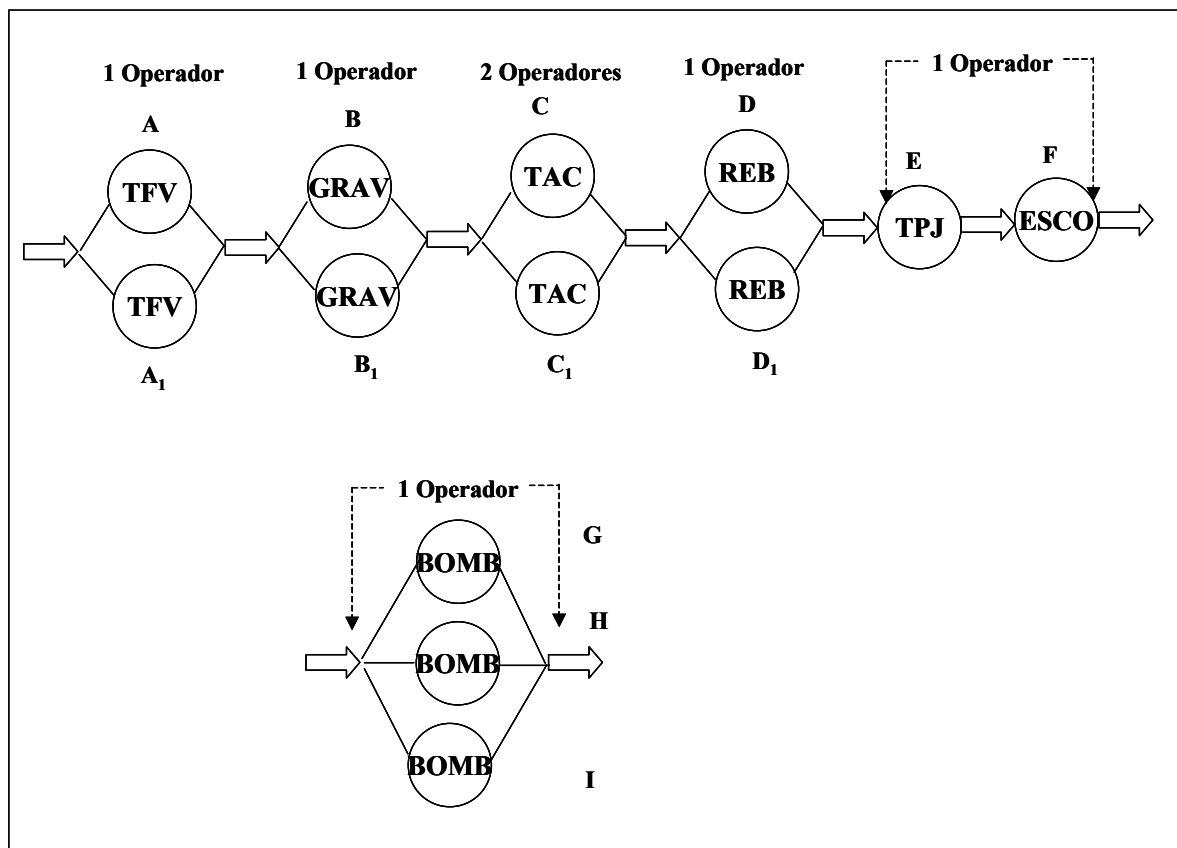 1 Operador 1 Operador 2 Operadores 1 Operador 1 Operador
A B C D E F
TFV GRAV TAC REB TPJ ESCO
TFV GRAV TAC REB
A₁ B₁ C₁ D₁
1 Operador
G
BOMB
H
BOMB
BOMB
I